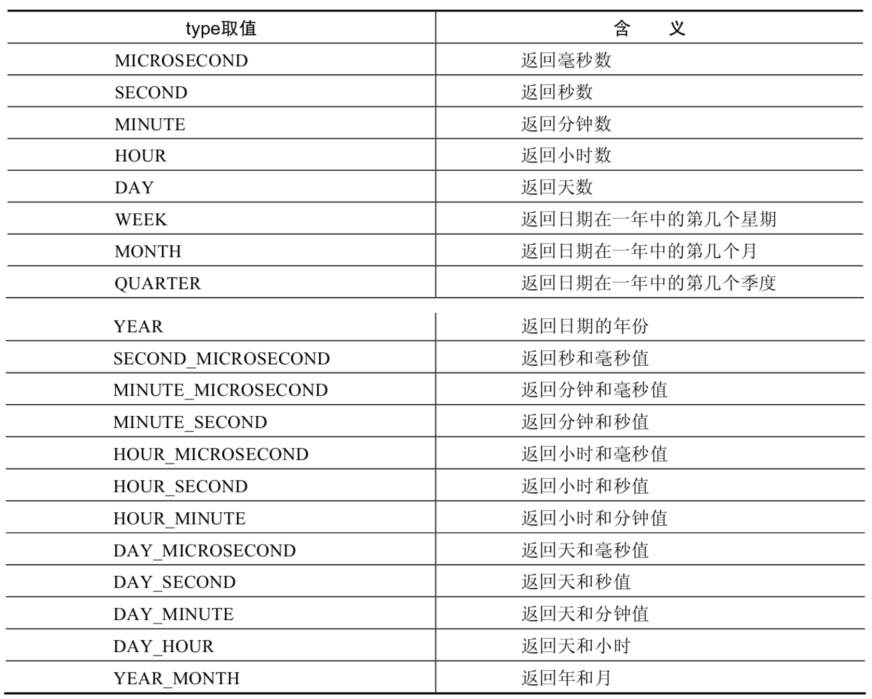 type取值 含 义
MICROSECOND 返回毫秒数
SECOND 返回秒数
MINUTE 返回分钟数
HOUR 返回小时数
DAY 返回天数
WEEK 返回日期在一年中的第几个星期
MONTH 返回日期在一年中的第几个月
QUARTER 返回日期在一年中的第几个季度
YEAR 返回日期的年份
SECOND_MICROSECOND 返回秒和毫秒值
MINUTE_MICROSECOND 返回分钟和毫秒值
MINUTE_SECOND 返回分钟和秒值
HOUR_MICROSECOND 返回小时和毫秒值
HOUR_SECOND 返回小时和秒值
HOUR_MINUTE 返回小时和分钟值
DAY_MICROSECOND 返回天和毫秒值
DAY_SECOND 返回天和秒值
DAY_MINUTE 返回天和分钟值
DAY_HOUR 返回天和小时
YEAR_MONTH 返回年和月